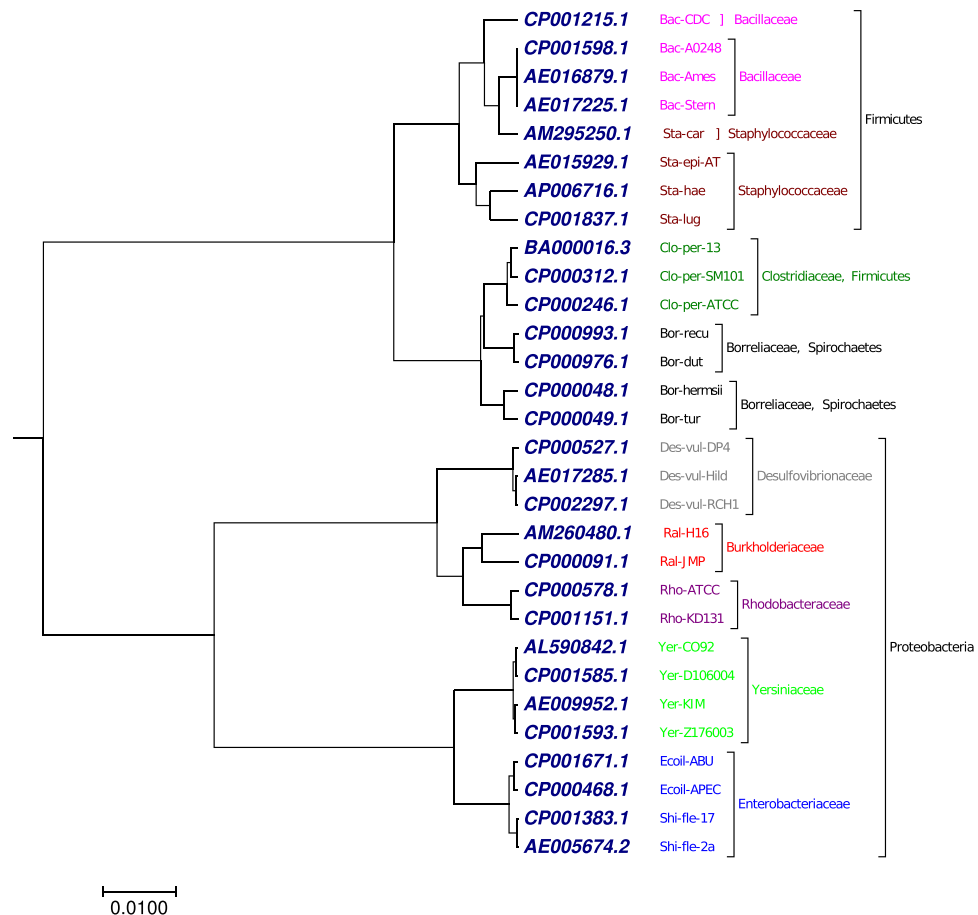 CP001215.1 Bac-CDC ] Bacillaceae
CP001598.1 Bac-A0248
AE016879.1 Bac-Ames Bacillaceae
AE017225.1 Bac-Stern
Firmicutes
AM295250.1 Sta-car ] Staphylococcaceae
AE015929.1 Sta-epi-AT
AP006716.1 Sta-hae Staphylococcaceae
CP001837.1 Sta-lug
BA000016.3 Clo-per-13
CP000312.1 Clo-per-SM101 Clostridiaceae, Firmicutes
CP000246.1 Clo-per-ATCC
CP000993.1 Bor-recu
Borreliaceae, Spirochaetes
CP000976.1 Bor-dut
CP000048.1 Bor-hermsii
Borreliaceae, Spirochaetes
CP000049.1 Bor-tur
CP000527.1 Des-vul-DP4
AE017285.1 Des-vul-Hild Desulfovibrionaceae
CP002297.1 Des-vul-RCH1
AM260480.1 Ral-H16
Burkholderiaceae
CP000091.1 Ral-JMP
CP000578.1 Rho-ATCC
Rhodobacteraceae
CP001151.1 Rho-KD131
AL590842.1 Yer-CO92 Proteobacteria
CP001585.1 Yer-D106004
Yersiniaceae
AE009952.1 Yer-KIM
CP001593.1 Yer-Z176003
CP001671.1 Ecoil-ABU
CP000468.1 Ecoil-APEC
Enterobacteriaceae
CP001383.1 Shi-fle-17
AE005674.2 Shi-fle-2a
0.0100